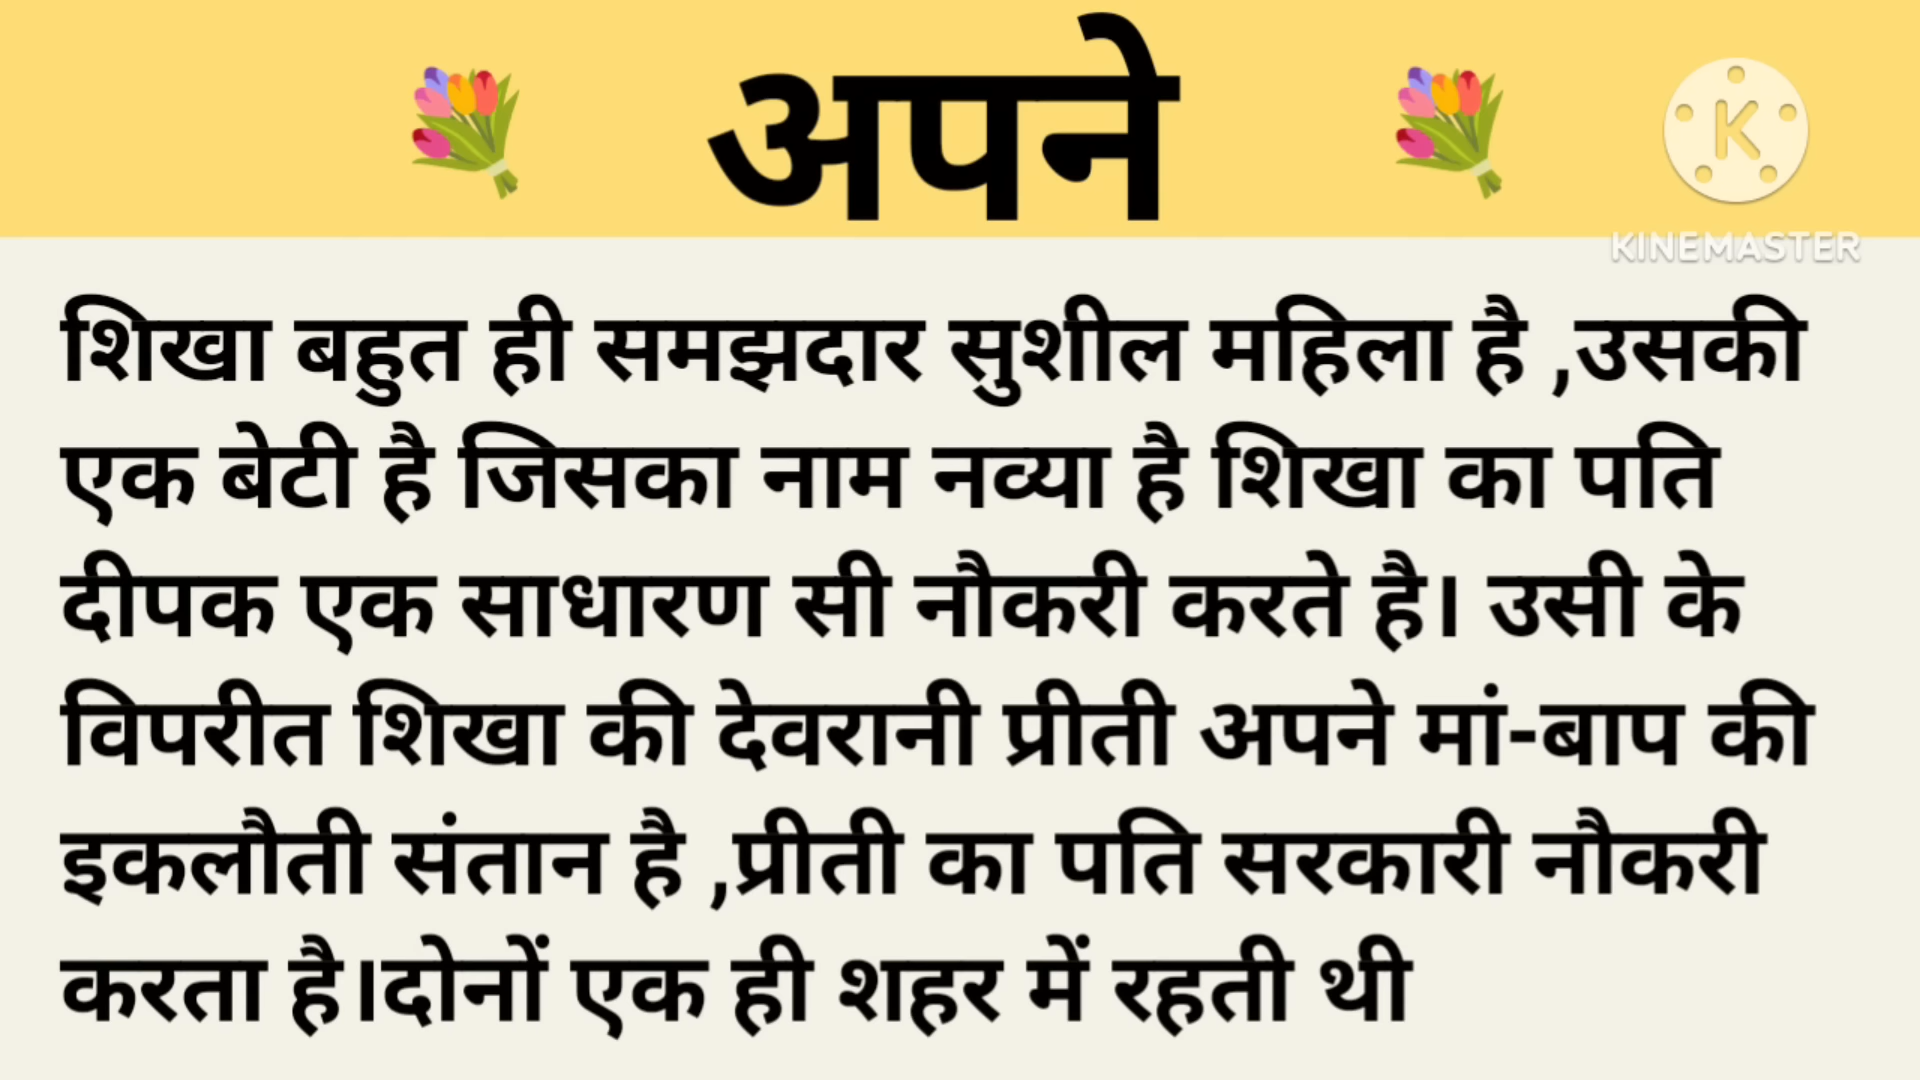 अपने
KINEMASTER
शिखा बहुत ही समझदार सुशील महिला है ,उसकी
एक बेटी है जिसका नाम नव्या है शिखा का पति
दीपक एक साधारण सी नौकरी करते है। उसी के
विपरीत शिखा की देवरानी प्रीती अपने मां-बाप की
इकलौती संतान है ,प्रीती का पति सरकारी नौकरी
करता है।दोनों एक ही शहर में रहती थी